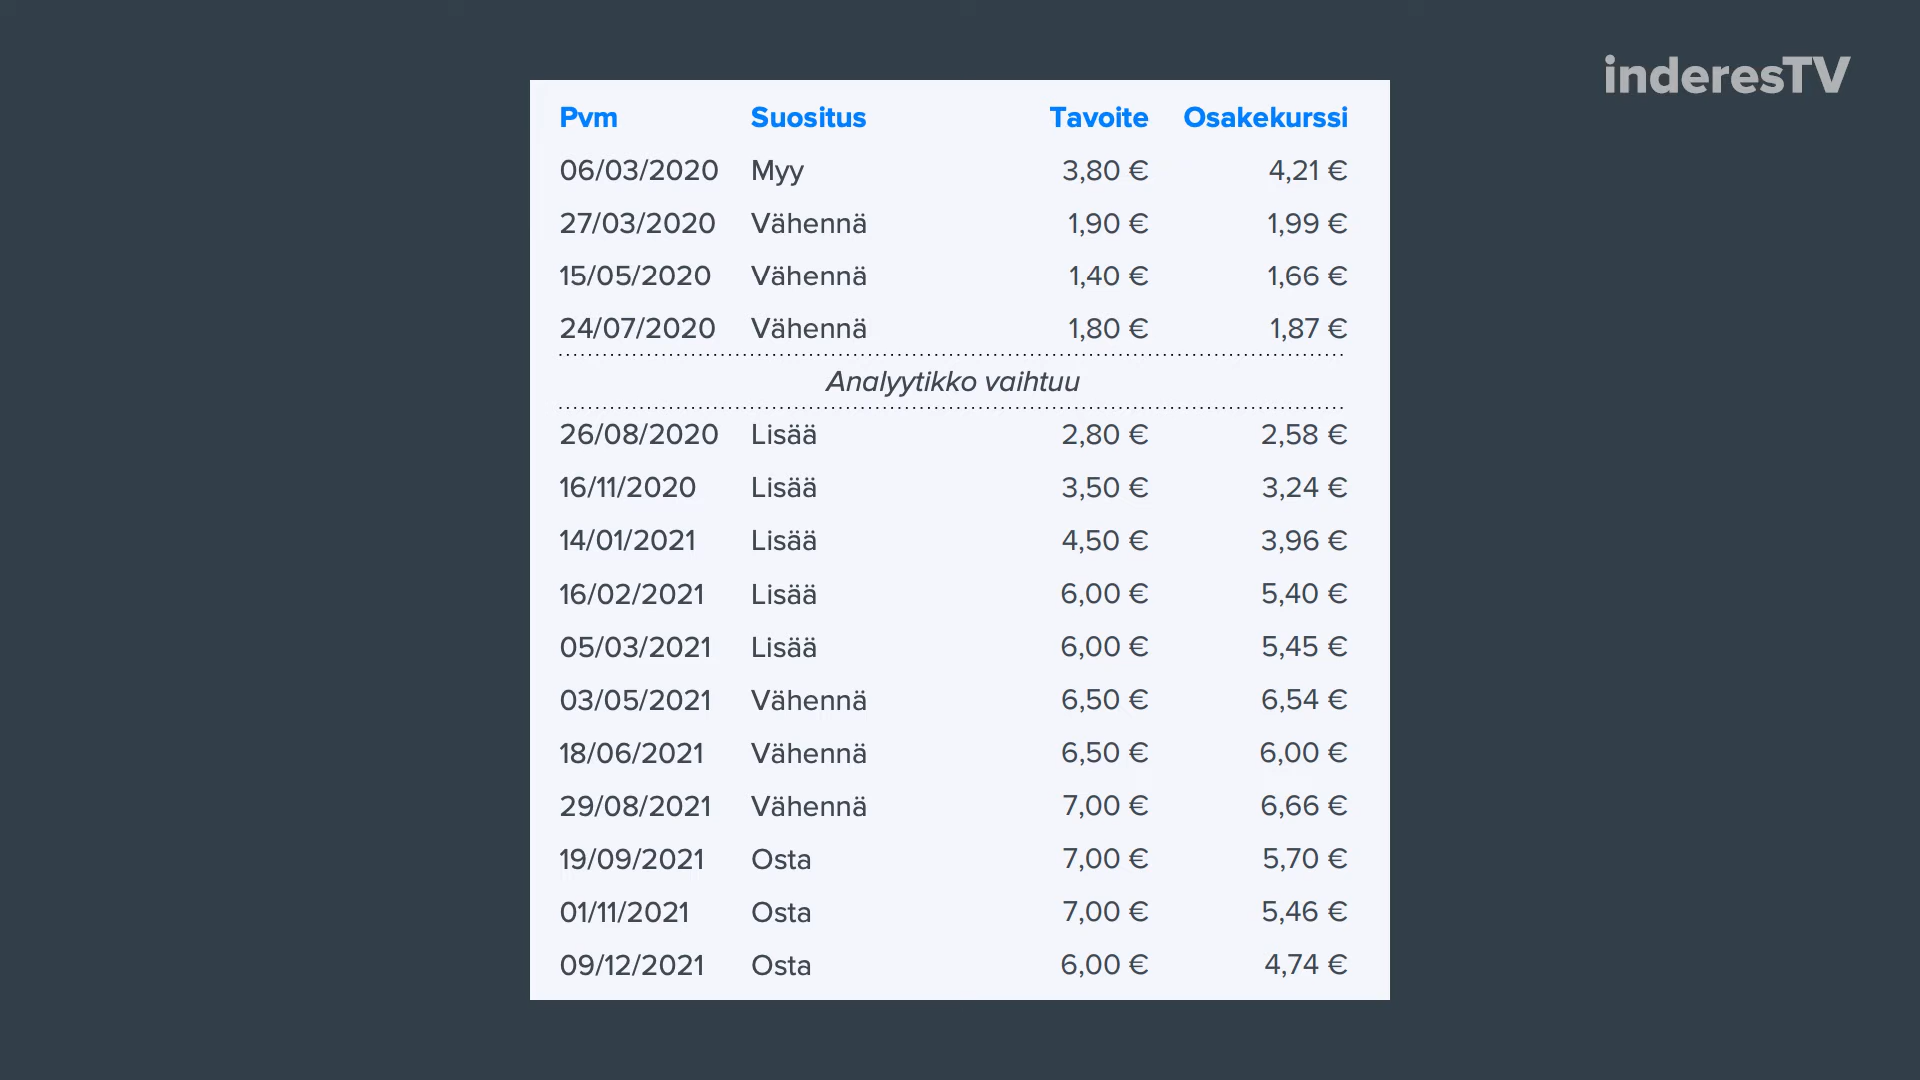 inderesTV
Pvm Suositus Tavoite Osakekurssi
06/03/2020 Myy 3,80 € 4,21 €
27/03/2020 Vähennä 1,90 € 1,99 €
15/05/2020 Vähennä 1,40 € 1,66 €
24/07/2020 Vähennä 1,80 € 1,87 €
Analyytikko vaihtuu
26/08/2020 Lisää 2,80 € 2,58 €
16/11/2020 Lisää 3,50 € 3,24 €
14/01/2021 Lisää 4,50 € 3,96 €
16/02/2021 Lisää 6,00 € 5,40 €
05/03/2021 Lisää 6,00 € 5,45 €
03/05/2021 Vähennä 6,50 € 6,54 €
18/06/2021 Vähennä 6,50 € 6,00 €
29/08/2021 Vähennä 7,00 € 6,66 €
19/09/2021 Osta 7,00 € 5,70 €
01/11/2021 Osta 7,00 € 5,46 €
09/12/2021 Osta 6,00 € 4,74 €